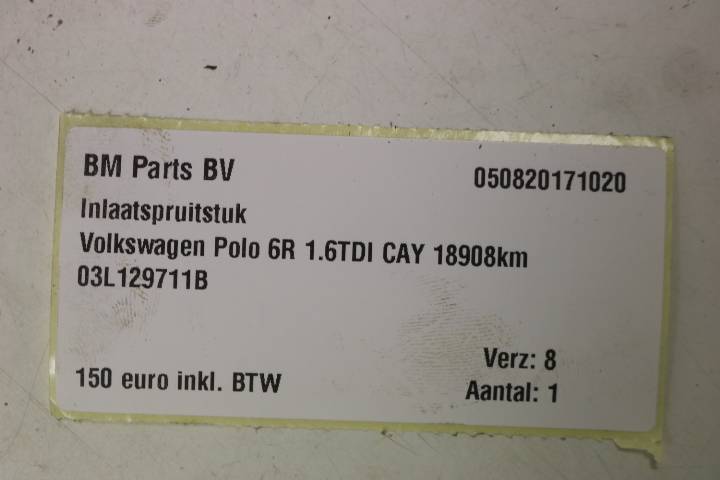 BM Parts BV 050820171020
Inlaatspruitstuk
Volkswagen Polo 6R 1.6TDI CAY 18908km
03L129711B
Verz: 8
150 euro inkl. BTW Aantal: 1